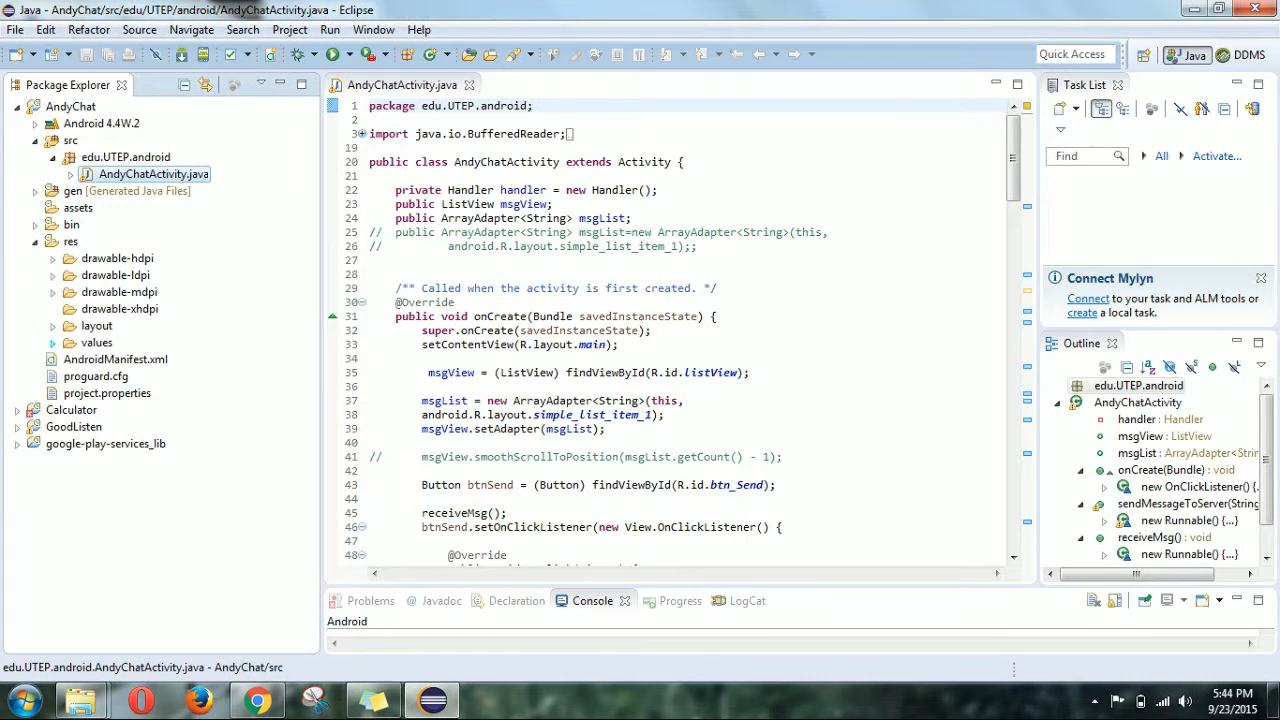 Java - AndyChat/src/edu/UTEP/android/AndyChatActivity.java - Eclipse
File Edit Refactor Source Navigate Search Project Run Window Help
Quick Access Java DDMS
Package Explorer
AndyChat
Android 4.4W.2
src
edu.UTEP.android
AndyChatActivity.java
gen [Generated Java Files]
assets
bin
res
drawable-hdpi
drawable-ldpi
drawable-mdpi
drawable-xhdpi
layout
values
AndroidManifest.xml
proguard.cfg
project.properties
Calculator
GoodListen
google-play-services_lib
AndyChatActivity.java
1 package edu.UTEP.android;
2
3 import java.io.BufferedReader;
19
20 public class AndyChatActivity extends Activity {
21
22 private Handler handler = new Handler();
23 public ListView msgView;
24 public ArrayAdapter<String> msgList;
25 // public ArrayAdapter<String> msgList=new ArrayAdapter<String>(this,
26 // android.R.layout.simple_list_item_1);;
27
28
29 /** Called when the activity is first created. */
30 @Override
31 public void onCreate(Bundle savedInstanceState) {
32 super.onCreate(savedInstanceState);
33 setContentView(R.layout.main);
34
35 msgView = (ListView) findViewById(R.id.listView);
36
37 msgList = new ArrayAdapter<String>(this,
38 android.R.layout.simple_list_item_1);
39 msgView.setAdapter(msgList);
40
41 // msgView.smoothScrollToPosition(msgList.getCount() - 1);
42
43 Button btnSend = (Button) findViewById(R.id.btn_Send);
44
45 receiveMsg();
46 btnSend.setOnClickListener(new View.OnClickListener() {
47
48 @Override
Task List
Find All Activate...
Connect Mylyn
Connect to your task and ALM tools or
create a local task.
Outline
edu.UTEP.android
AndyChatActivity
handler : Handler
msgView : ListView
msgList : ArrayAdapter<Strin
onCreate(Bundle) : void
new OnClickListener() {..
sendMessageToServer(String
new Runnable() {...}
receiveMsg() : void
new Runnable() {...}
Problems Javadoc Declaration Console Progress LogCat
Android
edu.UTEP.android.AndyChatActivity.java - AndyChat/src
5:44 PM
9/23/2015